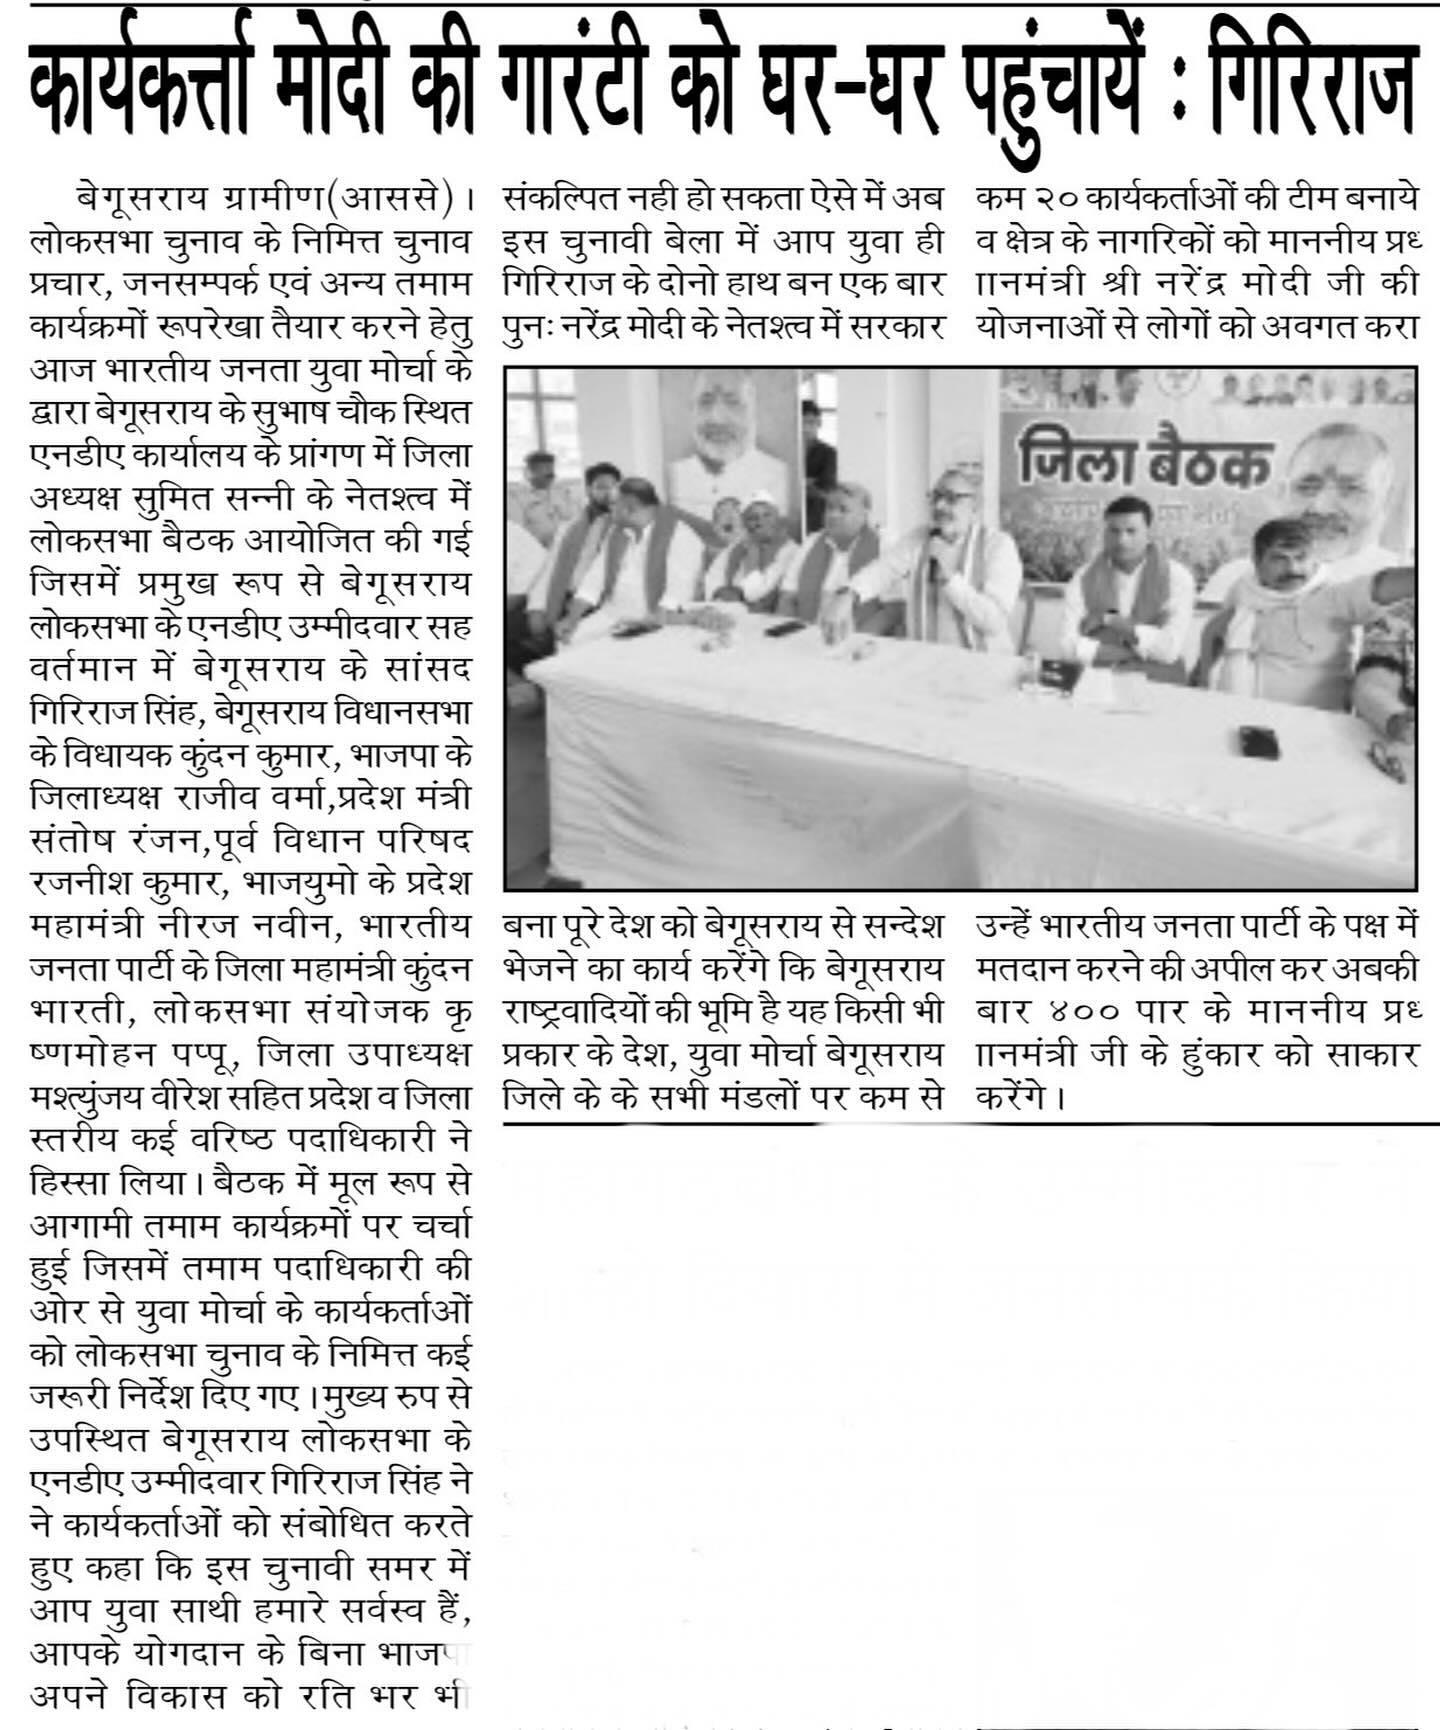 कार्यकर्त्ता मोदी की गारंटी को घर-घर पहुंचायें : गिरिराज
बेगूसराय ग्रामीण(आससे)।
लोकसभा चुनाव के निमित्त चुनाव
प्रचार, जनसम्पर्क एवं अन्य तमाम
कार्यक्रमों रूपरेखा तैयार करने हेतु
आज भारतीय जनता युवा मोर्चा के
द्वारा बेगूसराय के सुभाष चौक स्थित
एनडीए कार्यालय के प्रांगण में जिला
अध्यक्ष सुमित सन्नी के नेतश्त्व में
लोकसभा बैठक आयोजित की गई
जिसमें प्रमुख रूप से बेगूसराय
लोकसभा के एनडीए उम्मीदवार सह
वर्तमान में बेगूसराय के सांसद
गिरिराज सिंह, बेगूसराय विधानसभा
के विधायक कुंदन कुमार, भाजपा के
जिलाध्यक्ष राजीव वर्मा,प्रदेश मंत्री
संतोष रंजन,पूर्व विधान परिषद
रजनीश कुमार, भाजयुमो के प्रदेश
महामंत्री नीरज नवीन, भारतीय
जनता पार्टी के जिला महामंत्री कुंदन
भारती, लोकसभा संयोजक कृ
ष्णमोहन पप्पू, जिला उपाध्यक्ष
मश्त्युंजय वीरेश सहित प्रदेश व जिला
स्तरीय कई वरिष्ठ पदाधिकारी ने
हिस्सा लिया। बैठक में मूल रूप से
आगामी तमाम कार्यक्रमों पर चर्चा
हुई जिसमें तमाम पदाधिकारी की
ओर से युवा मोर्चा के कार्यकर्ताओं
को लोकसभा चुनाव के निमित्त कई
जरूरी निर्देश दिए गए।मुख्य रुप से
उपस्थित बेगूसराय लोकसभा के
एनडीए उम्मीदवार गिरिराज सिंह ने
ने कार्यकर्ताओं को संबोधित करते
हुए कहा कि इस चुनावी समर में
आप युवा साथी हमारे सर्वस्व हैं,
आपके योगदान के बिना भाजपा
अपने विकास को रति भर भी
संकल्पित नही हो सकता ऐसे में अब
इस चुनावी बेला में आप युवा ही
गिरिराज के दोनो हाथ बन एक बार
पुनः नरेंद्र मोदी के नेतश्त्व में सरकार
जिला बैठक
बना पूरे देश को बेगूसराय से सन्देश
भेजने का कार्य करेंगे कि बेगूसराय
राष्ट्रवादियों की भूमि है यह किसी भी
प्रकार के देश, युवा मोर्चा बेगूसराय
जिले के के सभी मंडलों पर कम से
कम २० कार्यकर्ताओं की टीम बनाये
व क्षेत्र के नागरिकों को माननीय प्रध
ाानमंत्री श्री नरेंद्र मोदी जी की
योजनाओं से लोगों को अवगत करा
उन्हें भारतीय जनता पार्टी के पक्ष में
मतदान करने की अपील कर अबकी
बार ४०० पार के माननीय प्रध
ाानमंत्री जी के हुंकार को साकार
करेंगे।